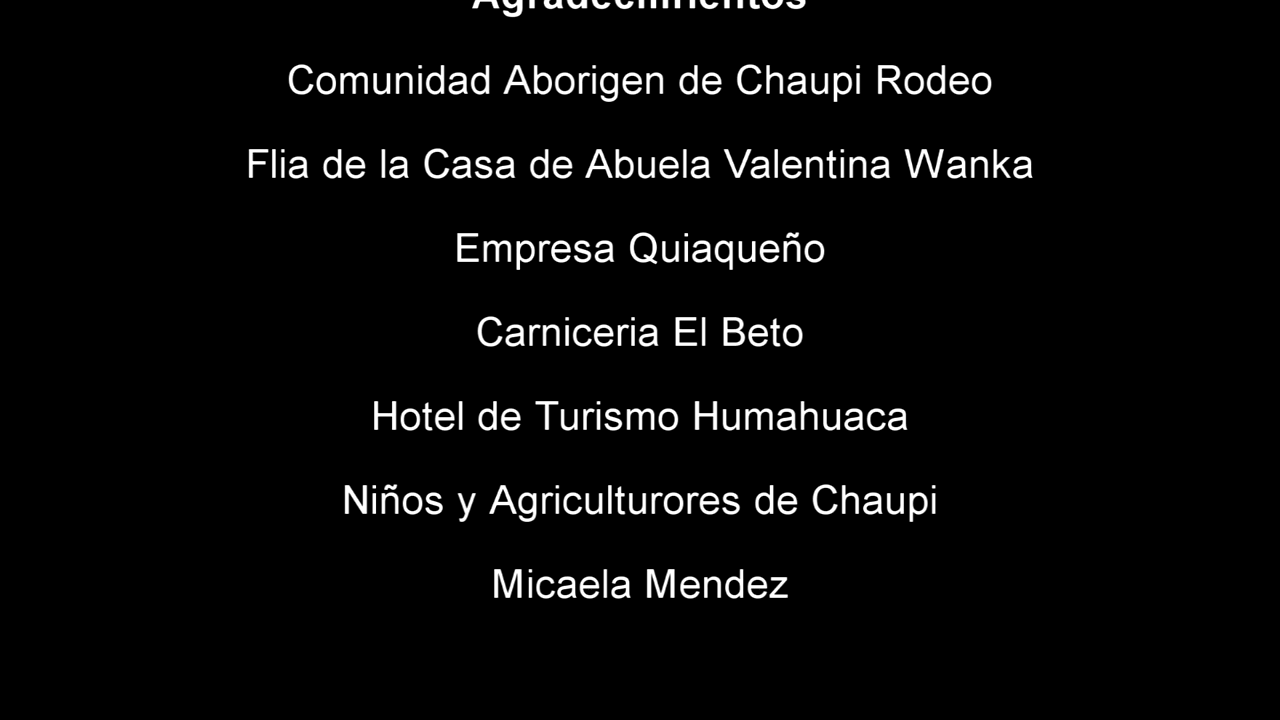 Agradecimientos
Comunidad Aborigen de Chaupi Rodeo
Flia de la Casa de Abuela Valentina Wanka
Empresa Quiaqueño
Carniceria El Beto
Hotel de Turismo Humahuaca
Niños y Agriculturores de Chaupi
Micaela Mendez